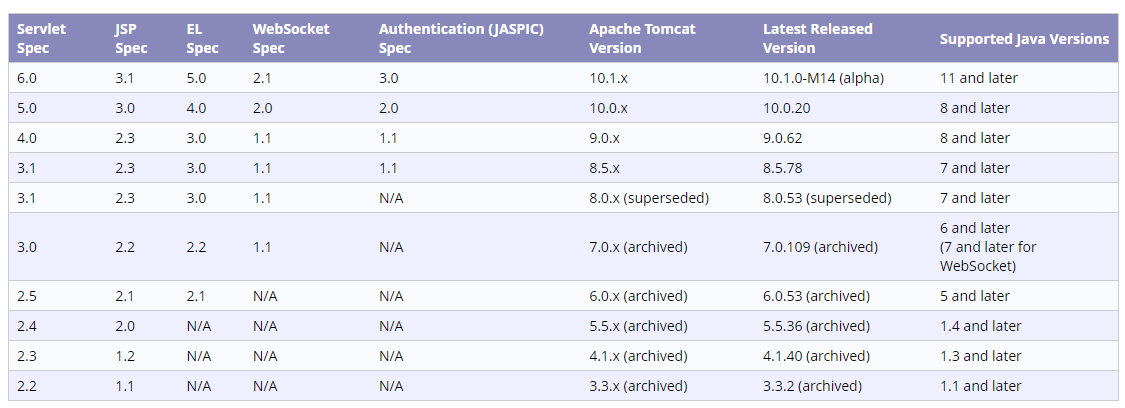 Servlet Spec JSP Spec EL Spec WebSocket Spec Authentication (JASPIC) Spec Apache Tomcat Version Latest Released Version Supported Java Versions
6.0 3.1 5.0 2.1 3.0 10.1.x 10.1.0-M14 (alpha) 11 and later
5.0 3.0 4.0 2.0 2.0 10.0.x 10.0.20 8 and later
4.0 2.3 3.0 1.1 1.1 9.0.x 9.0.62 8 and later
3.1 2.3 3.0 1.1 1.1 8.5.x 8.5.78 7 and later
3.1 2.3 3.0 1.1 N/A 8.0.x (superseded) 8.0.53 (superseded) 7 and later
3.0 2.2 2.2 1.1 N/A 7.0.x (archived) 7.0.109 (archived) 6 and later
(7 and later for
WebSocket)
2.5 2.1 2.1 N/A N/A 6.0.x (archived) 6.0.53 (archived) 5 and later
2.4 2.0 N/A N/A N/A 5.5.x (archived) 5.5.36 (archived) 1.4 and later
2.3 1.2 N/A N/A N/A 4.1.x (archived) 4.1.40 (archived) 1.3 and later
2.2 1.1 N/A N/A N/A 3.3.x (archived) 3.3.2 (archived) 1.1 and later